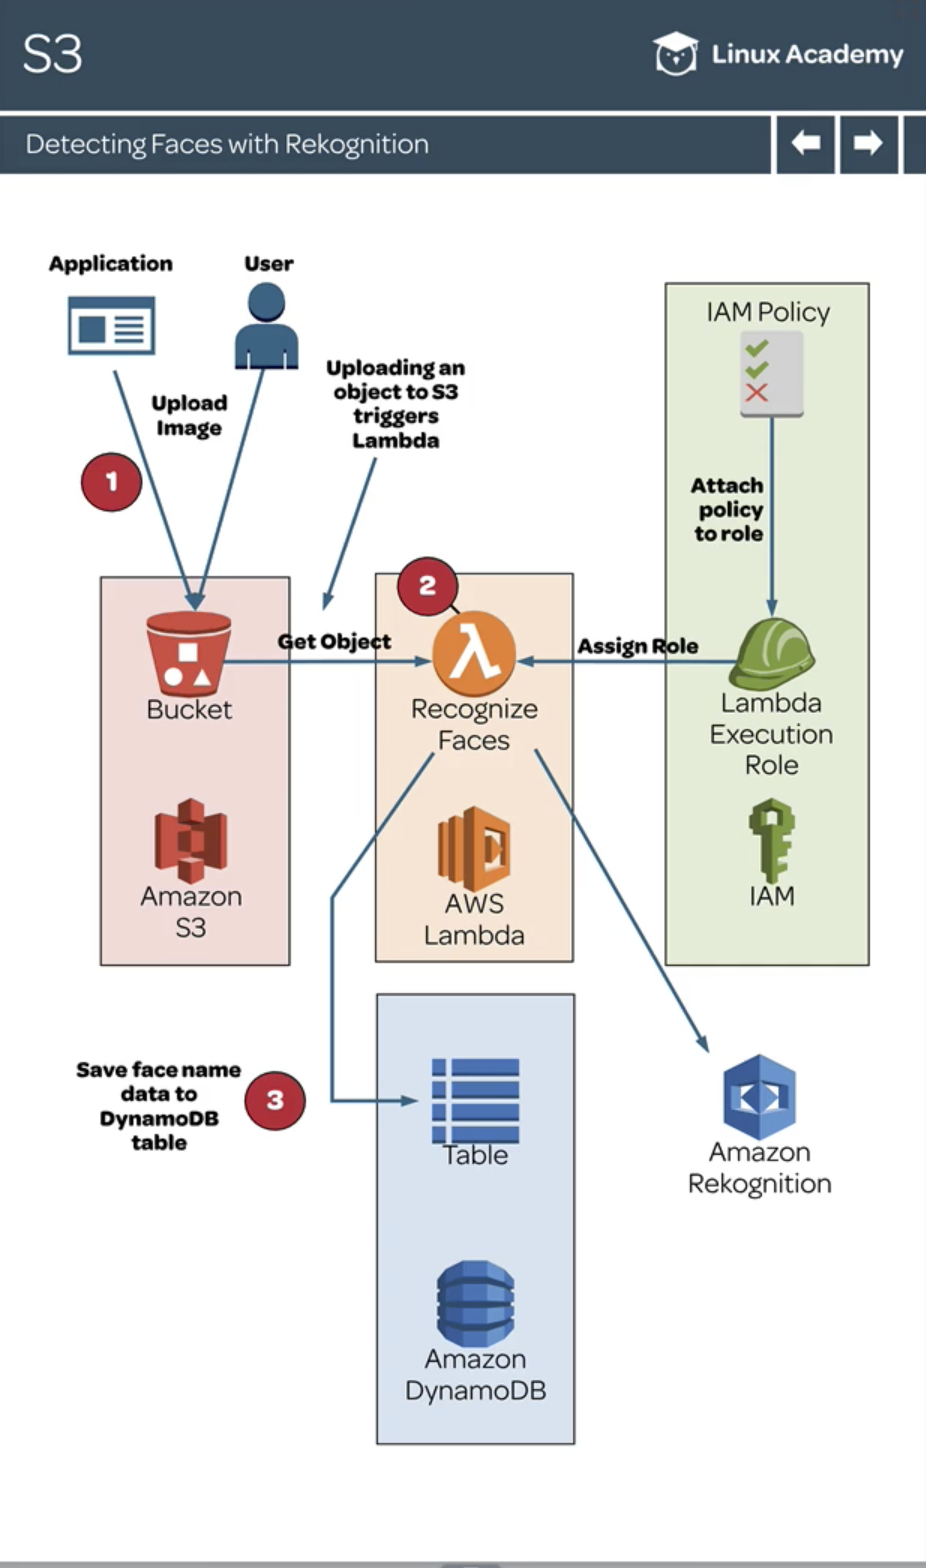 S3
Linux Academy
Detecting Faces with Rekognition
Application
User
IAM Policy
Uploading an
object to S3
triggers
Lambda
Upload
Image
1
Attach
policy
to role
2
Get Object
Assign Role
λ
Bucket
Recognize
Faces
Lambda
Execution
Role
Amazon
S3
AWS
Lambda
IAM
Save face name
data to
DynamoDB
table
3
Table
Amazon
Rekognition
Amazon
DynamoDB